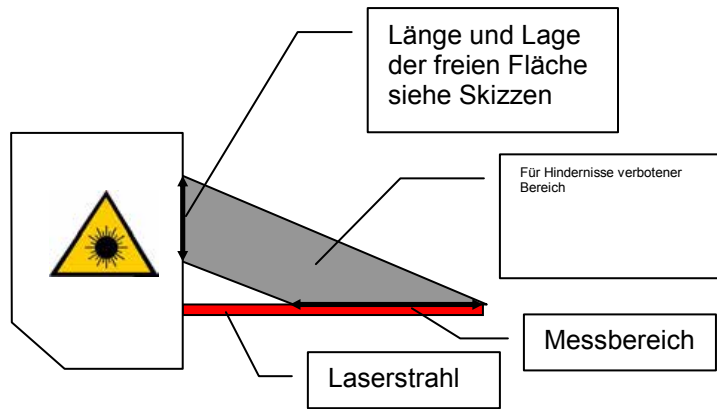 Länge und Lage
der freien Fläche
siehe Skizzen
Für Hindernisse verbotener
Bereich
Messbereich
Laserstrahl